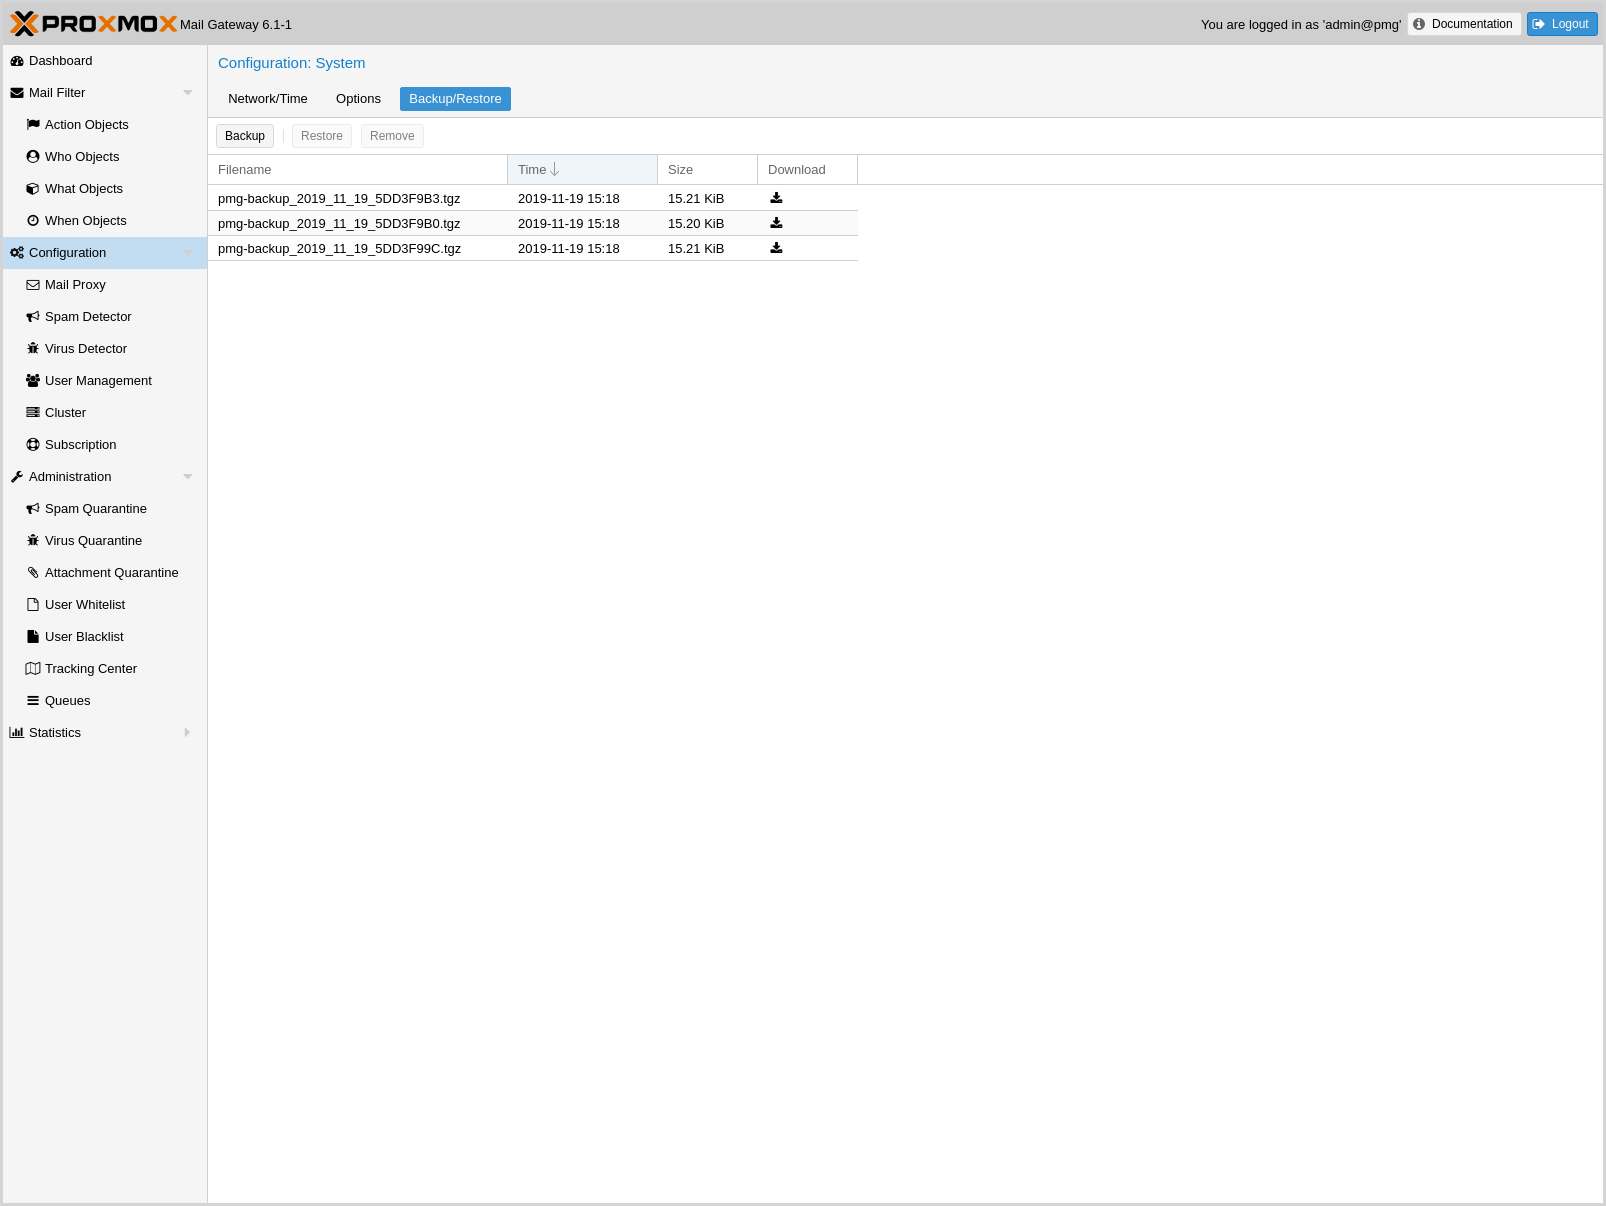 PROXMOX Mail Gateway 6.1-1
You are logged in as 'admin@pmg' Documentation Logout
Dashboard
Mail Filter
Action Objects
Who Objects
What Objects
When Objects
Configuration
Mail Proxy
Spam Detector
Virus Detector
User Management
Cluster
Subscription
Administration
Spam Quarantine
Virus Quarantine
Attachment Quarantine
User Whitelist
User Blacklist
Tracking Center
Queues
Statistics
Configuration: System
Network/Time Options Backup/Restore
Backup Restore Remove
Filename Time Size Download
pmg-backup_2019_11_19_5DD3F9B3.tgz 2019-11-19 15:18 15.21 KiB
pmg-backup_2019_11_19_5DD3F9B0.tgz 2019-11-19 15:18 15.20 KiB
pmg-backup_2019_11_19_5DD3F99C.tgz 2019-11-19 15:18 15.21 KiB